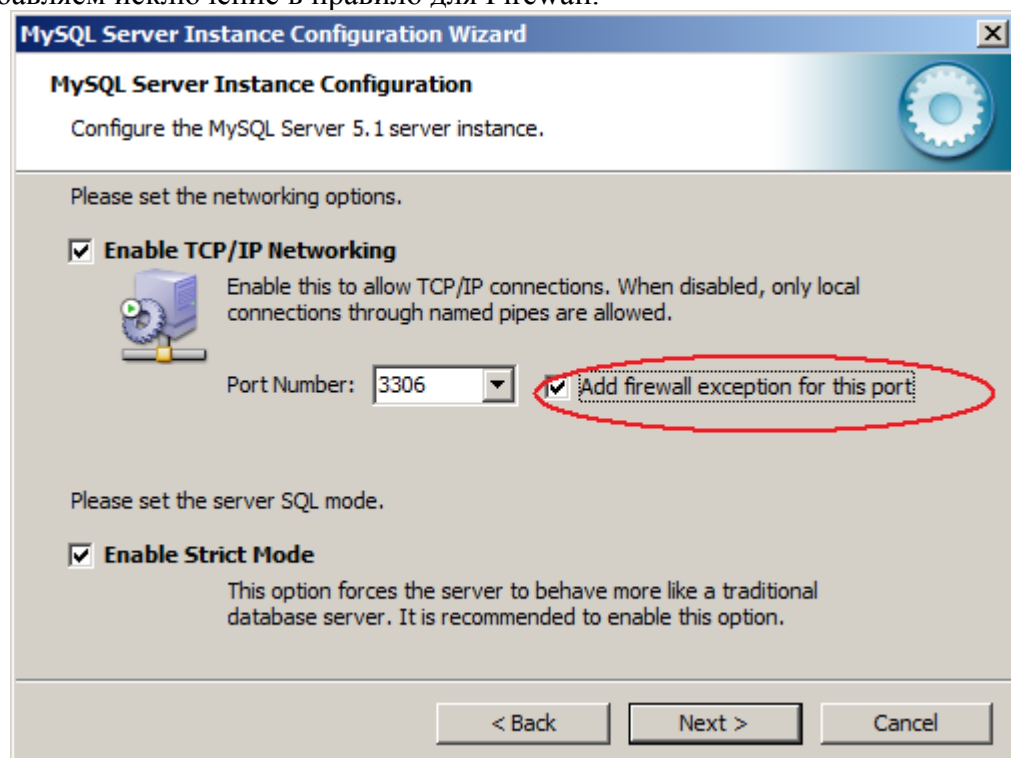 исключение в правило для Firewall.
MySQL Server Instance Configuration Wizard
MySQL Server Instance Configuration
Configure the MySQL Server 5.1 server instance.
Please set the networking options.
Enable TCP/IP Networking
Enable this to allow TCP/IP connections. When disabled, only local
connections through named pipes are allowed.
Port Number: 3306 Add firewall exception for this port
Please set the server SQL mode.
Enable Strict Mode
This option forces the server to behave more like a traditional
database server. It is recommended to enable this option.
< Back Next > Cancel